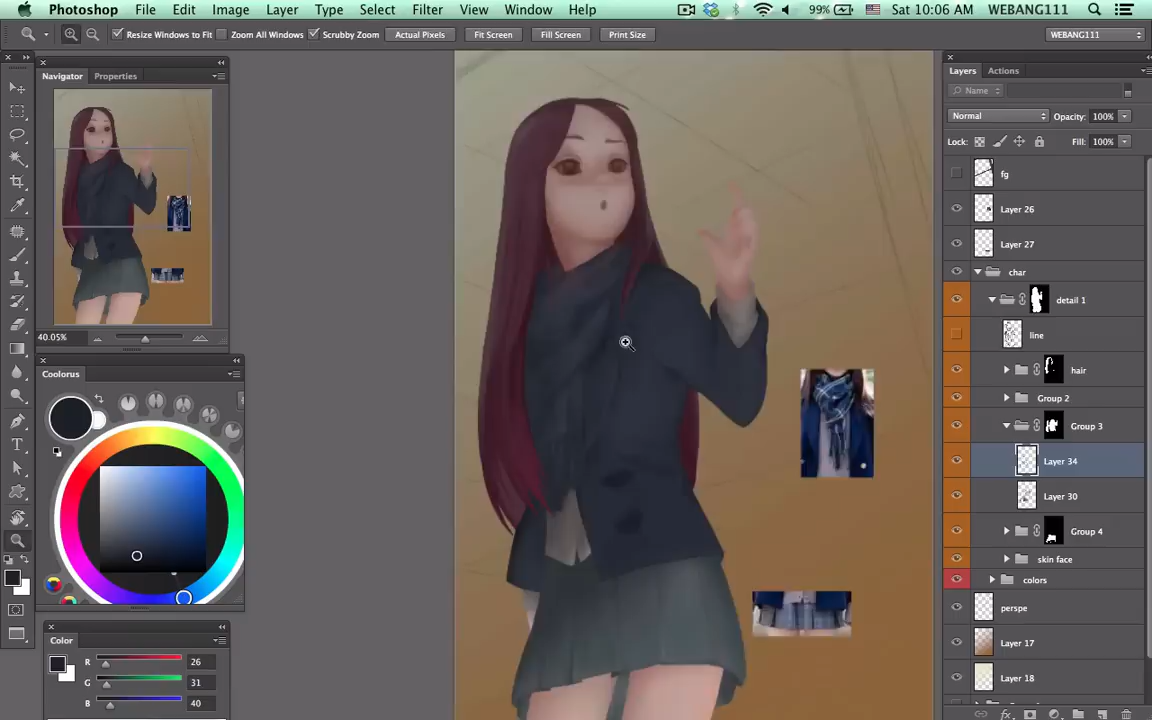 Photoshop File Edit Image Layer Type Select Filter View Window Help 99% Sat 10:06 AM WEBANG111
Resize Windows to Fit Zoom All Windows Scrubby Zoom Actual Pixels Fit Screen Fill Screen Print Size WEBANG111
Navigator Properties
40.05%
Coloruus
Color
R 26
G 31
B 40
Layers Actions
Name
Normal Opacity: 100%
Lock: Fill: 100%
fg
Layer 26
Layer 27
char
detail 1
line
hair
Group 2
Group 3
Layer 34
Layer 30
Group 4
skin face
colors
perspe
Layer 17
Layer 18
fx